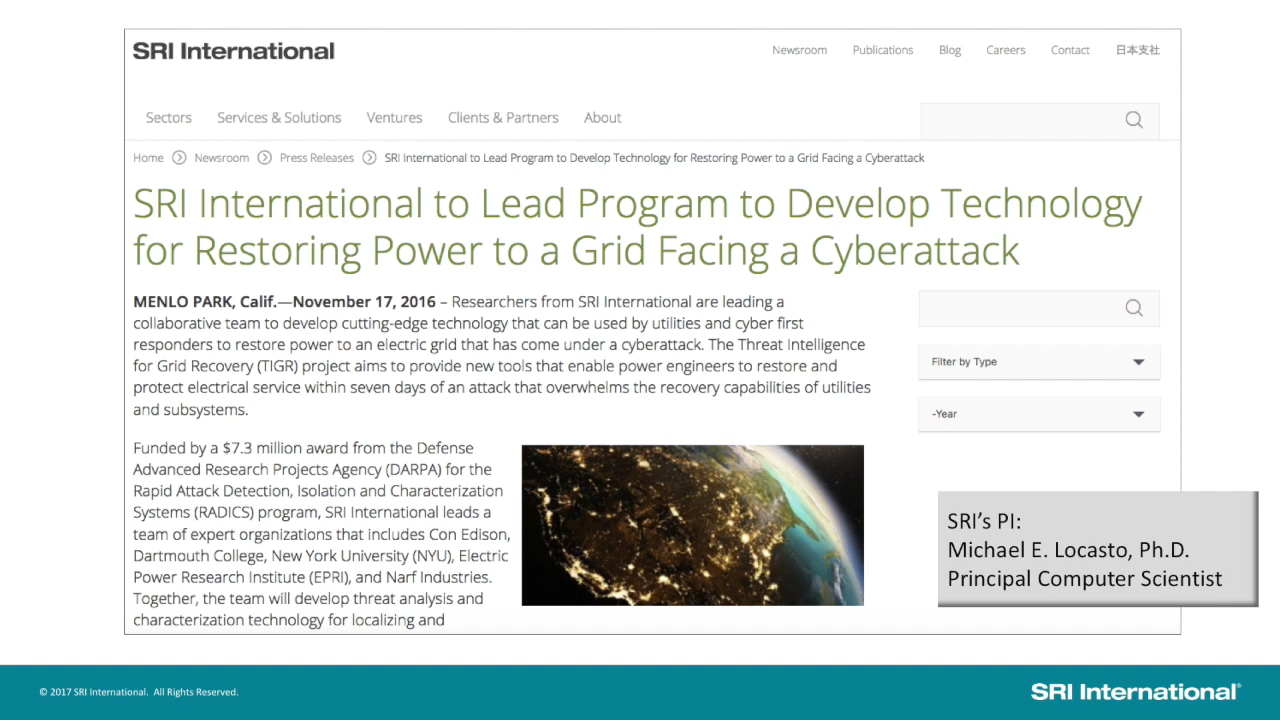 SRI International
Newsroom Publications Blog Careers Contact 日本支社
Sectors Services & Solutions Ventures Clients & Partners About
Home Newsroom Press Releases SRI International to Lead Program to Develop Technology for Restoring Power to a Grid Facing a Cyberattack
SRI International to Lead Program to Develop Technology
for Restoring Power to a Grid Facing a Cyberattack
MENLO PARK, Calif.—November 17, 2016 – Researchers from SRI International are leading a
collaborative team to develop cutting-edge technology that can be used by utilities and cyber first
responders to restore power to an electric grid that has come under a cyberattack. The Threat Intelligence
for Grid Recovery (TIGR) project aims to provide new tools that enable power engineers to restore and
protect electrical service within seven days of an attack that overwhelms the recovery capabilities of utilities
and subsystems.
Filter by Type
-Year
Funded by a $7.3 million award from the Defense
Advanced Research Projects Agency (DARPA) for the
Rapid Attack Detection, Isolation and Characterization
Systems (RADICS) program, SRI International leads a
team of expert organizations that includes Con Edison,
Dartmouth College, New York University (NYU), Electric
Power Research Institute (EPRI), and Narf Industries.
Together, the team will develop threat analysis and
characterization technology for localizing and
SRI's PI:
Michael E. Locasto, Ph.D.
Principal Computer Scientist
© 2017 SRI International. All Rights Reserved.
SRI International®